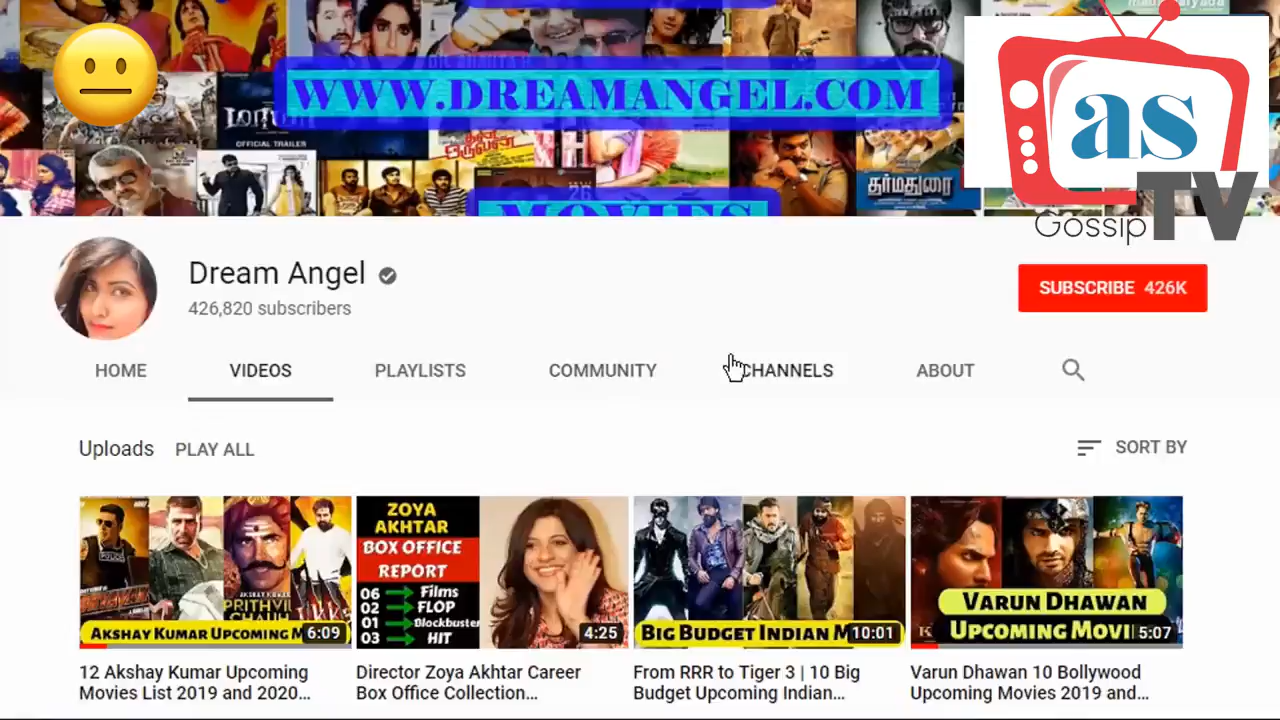 WWW.DREAMANGEL.COM
as
TV
Gossip
OFFICIAL TRAILER
தர்மதுரை
MOVIES
Dream Angel
426,820 subscribers
SUBSCRIBE 426K
HOME VIDEOS PLAYLISTS COMMUNITY CHANNELS ABOUT
Uploads PLAY ALL
SORT BY
POLICE
AKSHAY KUMAR UPCOMING M
6:09
ZOYA
AKHTAR
BOX OFFICE
REPORT
06 Films
02 FLOP
01 Blockbuster
03 HIT
4:25
BIG BUDGET INDIAN M
10:01
VARUN DHAWAN
UPCOMING MOVI
5:07
12 Akshay Kumar Upcoming
Movies List 2019 and 2020...
Director Zoya Akhtar Career
Box Office Collection...
From RRR to Tiger 3 | 10 Big
Budget Upcoming Indian...
Varun Dhawan 10 Bollywood
Upcoming Movies 2019 and...